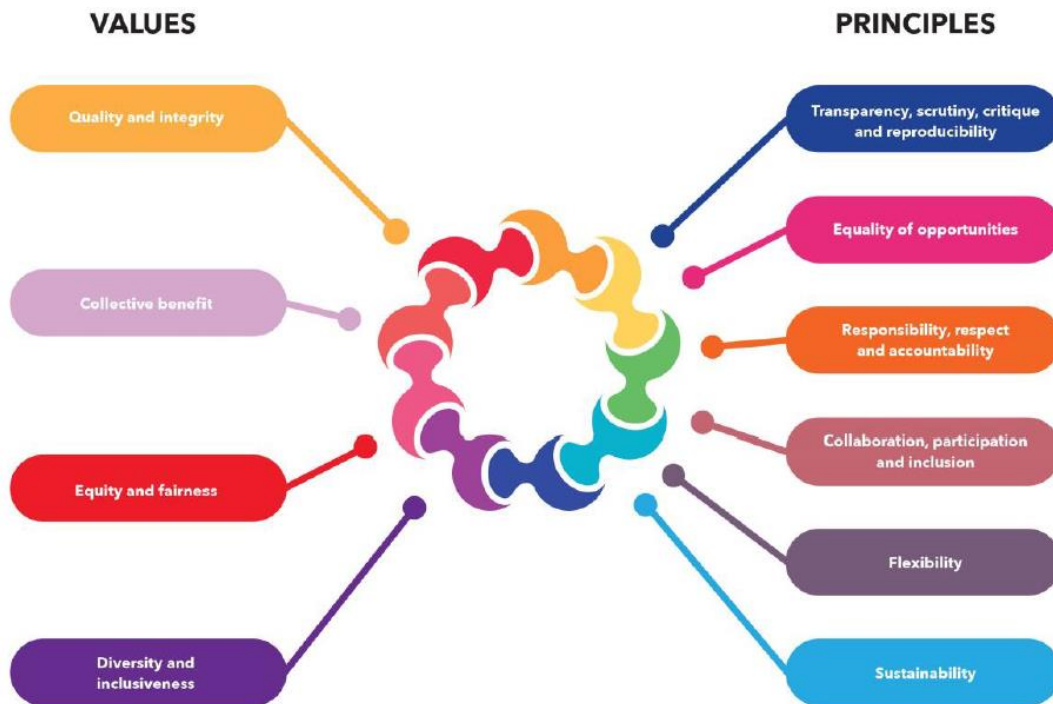 VALUES
Quality and integrity
Collective benefit
Equity and fairness
Diversity and
inclusiveness
PRINCIPLES
Transparency, scrutiny, critique
and reproducibility
Equality of opportunities
Responsibility, respect
and accountability
Collaboration, participation
and inclusion
Flexibility
Sustainability